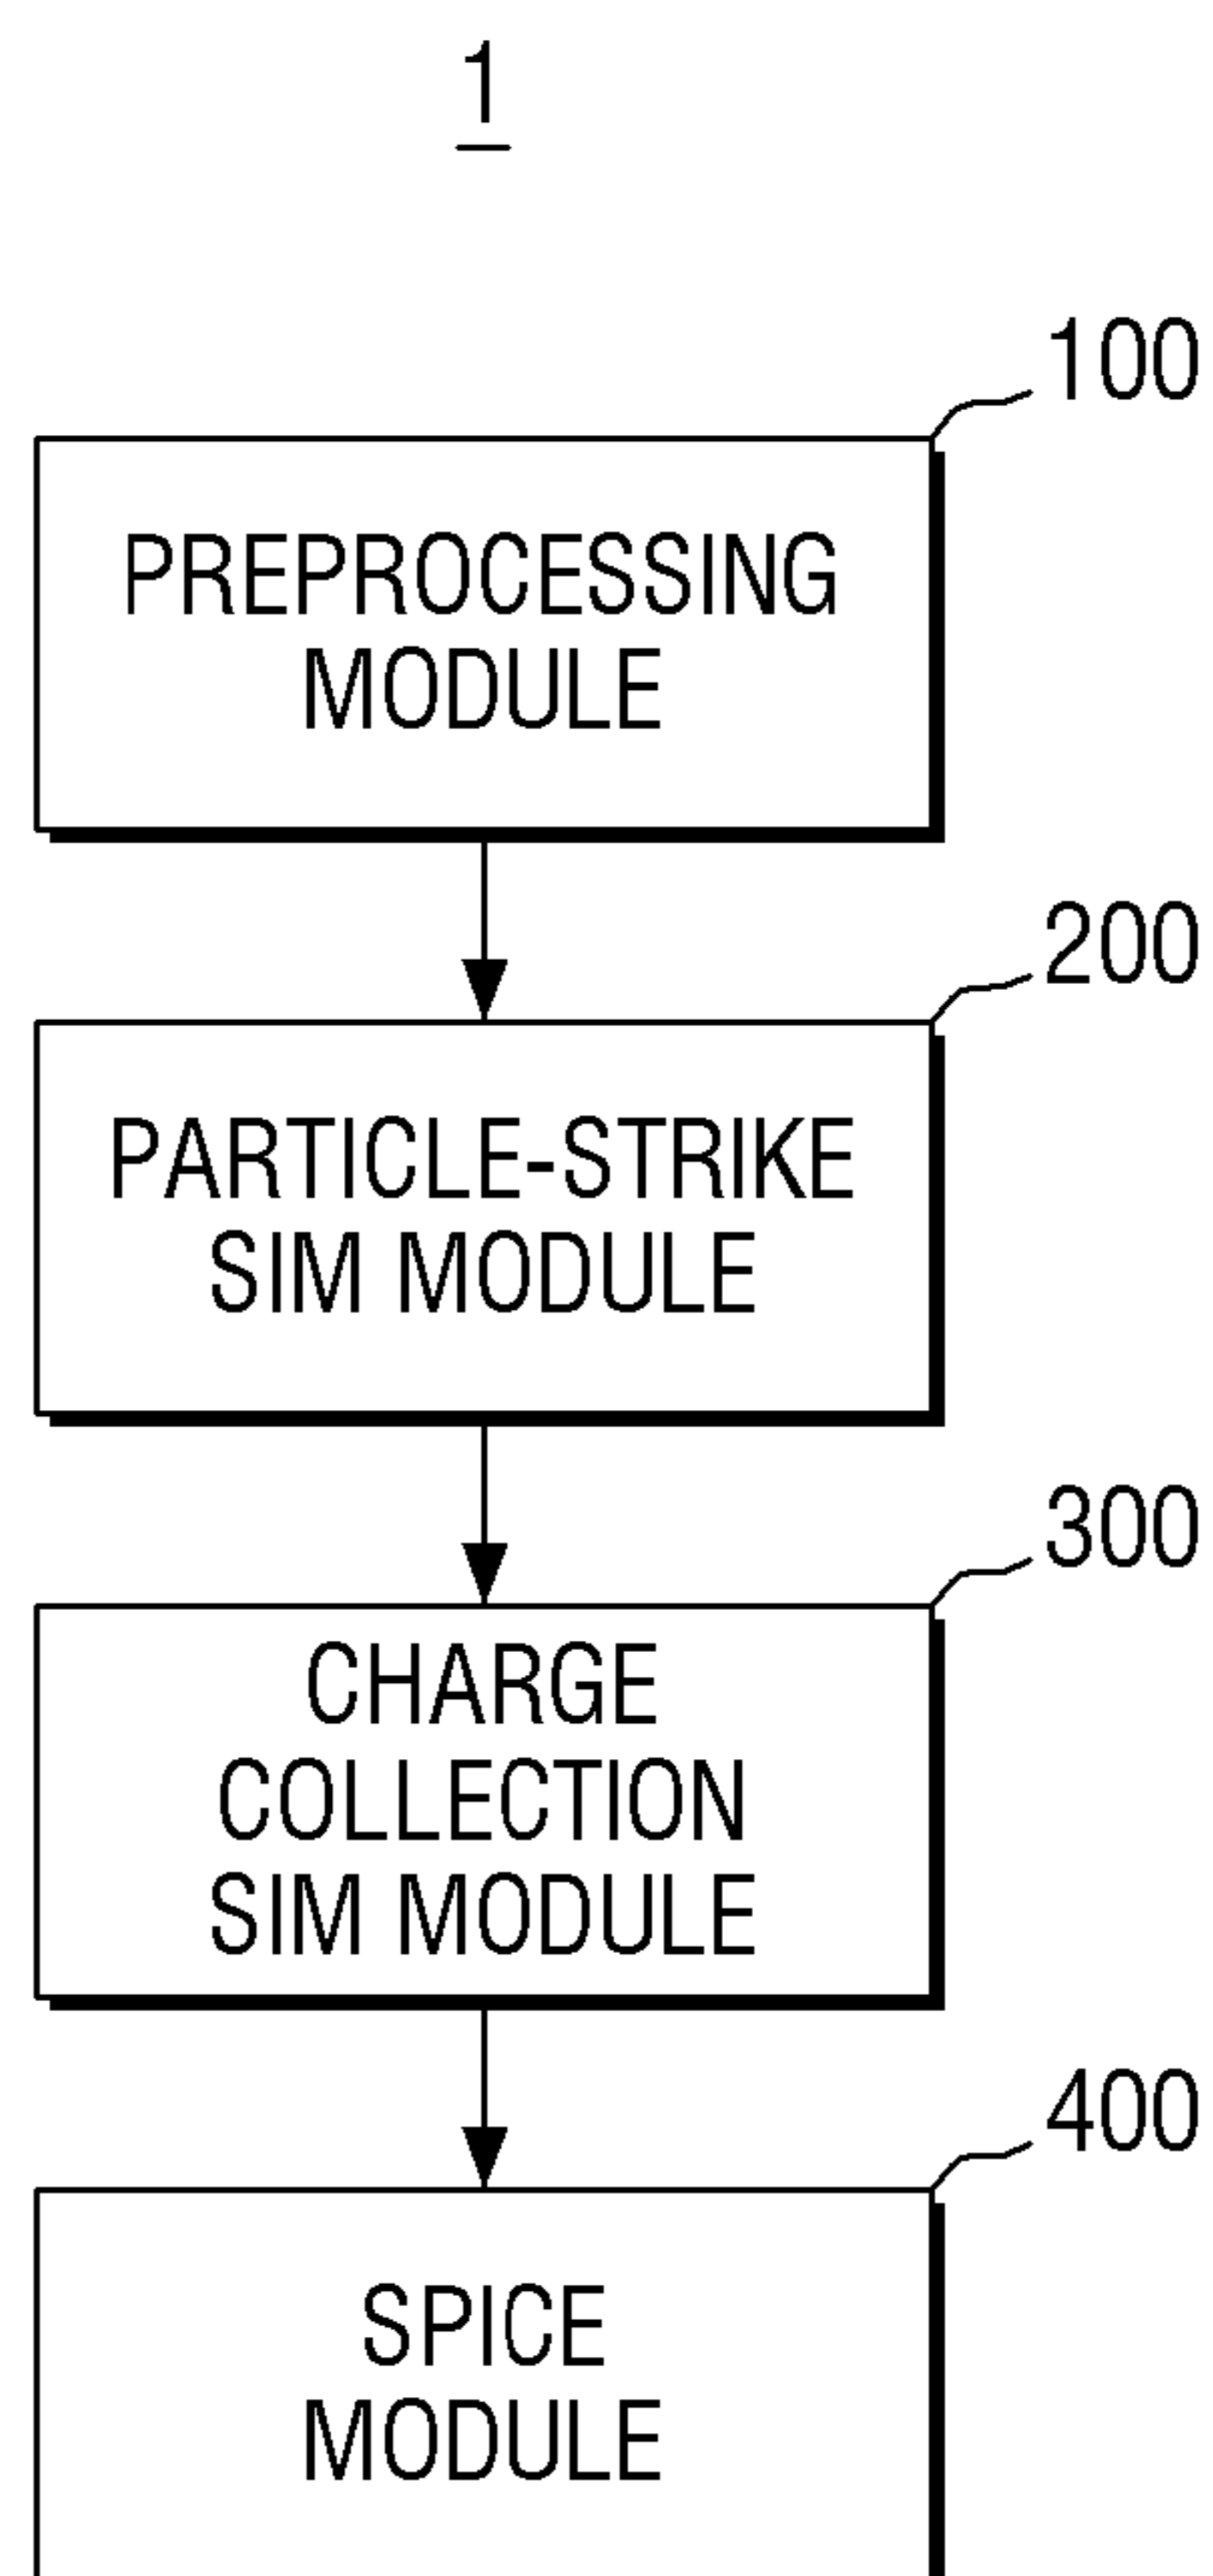 1
100
PREPROCESSING
MODULE
200
PARTICLE-STRIKE
SIM MODULE
300
CHARGE
COLLECTION
SIM MODULE
400
SPICE
MODULE